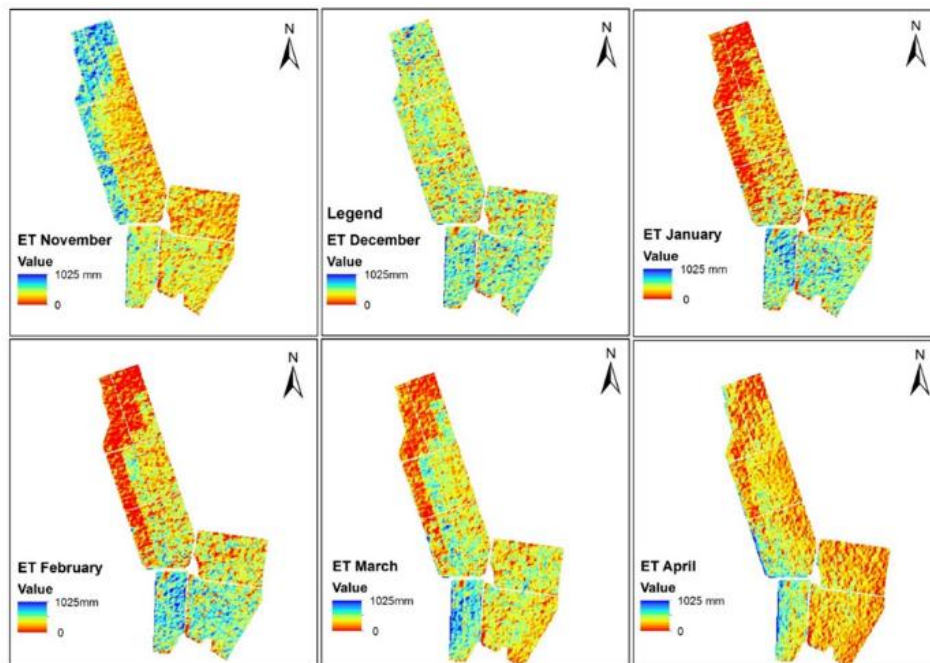 N
ET November
Value
1025 mm
0
N
Legend
ET December
Value
1025mm
0
N
ET January
Value
1025 mm
0
N
ET February
Value
1025mm
0
N
ET March
Value
1025mm
0
N
ET April
Value
1025 mm
0